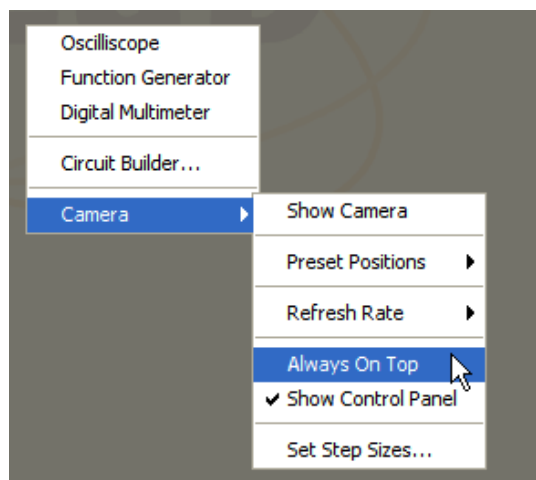 Oscilliscope
Function Generator
Digital Multimeter
Circuit Builder...
Camera
Show Camera
Preset Positions
Refresh Rate
Always On Top
Show Control Panel
Set Step Sizes...